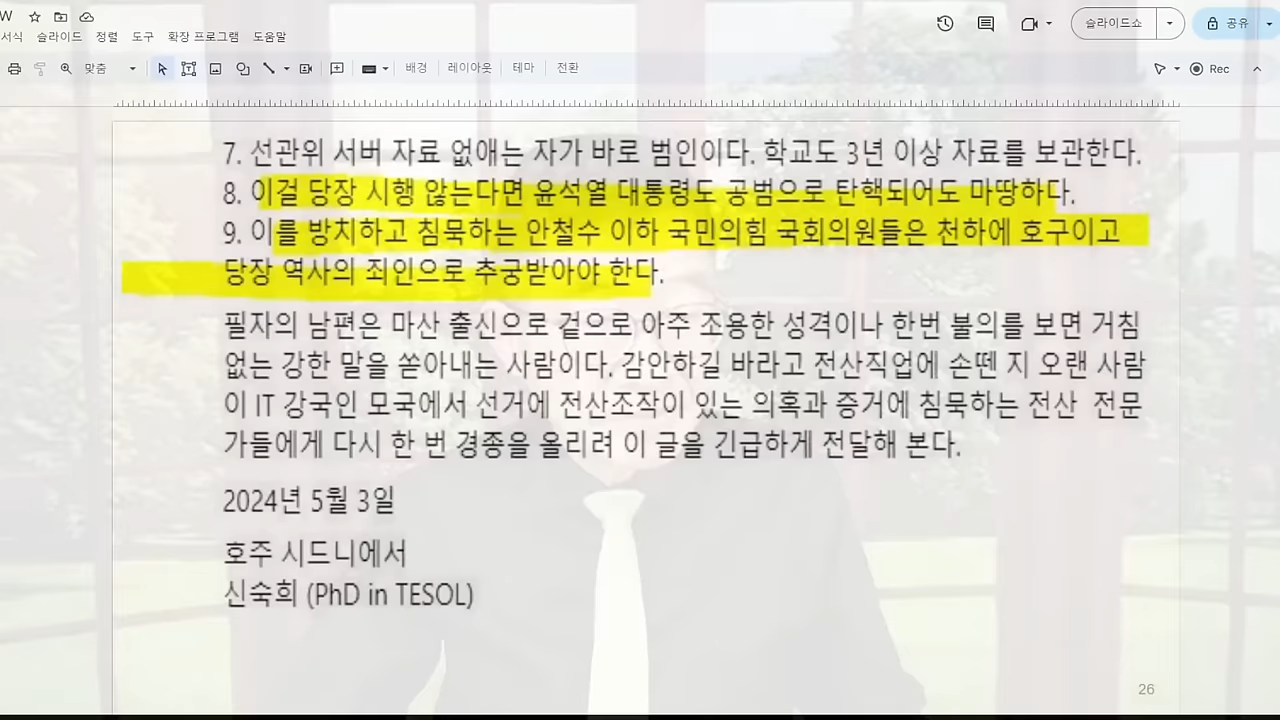 W
서식 슬라이드 정렬 도구 확장 프로그램 도움말
슬라이드쇼 공유
맞춤 배경 레이아웃 테마 전환 Rec
7. 선관위 서버 자료 없애는 자가 바로 범인이다. 학교도 3년 이상 자료를 보관한다.
8. 이걸 당장 시행 않는다면 윤석열 대통령도 공범으로 탄핵되어도 마땅하다.
9. 이를 방치하고 침묵하는 안철수 이하 국민의힘 국회의원들은 천하에 호구이고
당장 역사의 죄인으로 추궁받아야 한다.
필자의 남편은 마산 출신으로 겉으로 아주 조용한 성격이나 한번 불의를 보면 거침
없는 강한 말을 쏟아내는 사람이다. 감안하길 바라고 전산직업에 손뗀 지 오랜 사람
이 IT 강국인 모국에서 선거에 전산조작이 있는 의혹과 증거에 침묵하는 전산 전문
가들에게 다시 한 번 경종을 올리려 이 글을 긴급하게 전달해 본다.
2024년 5월 3일
호주 시드니에서
신숙희 (PhD in TESOL)
26